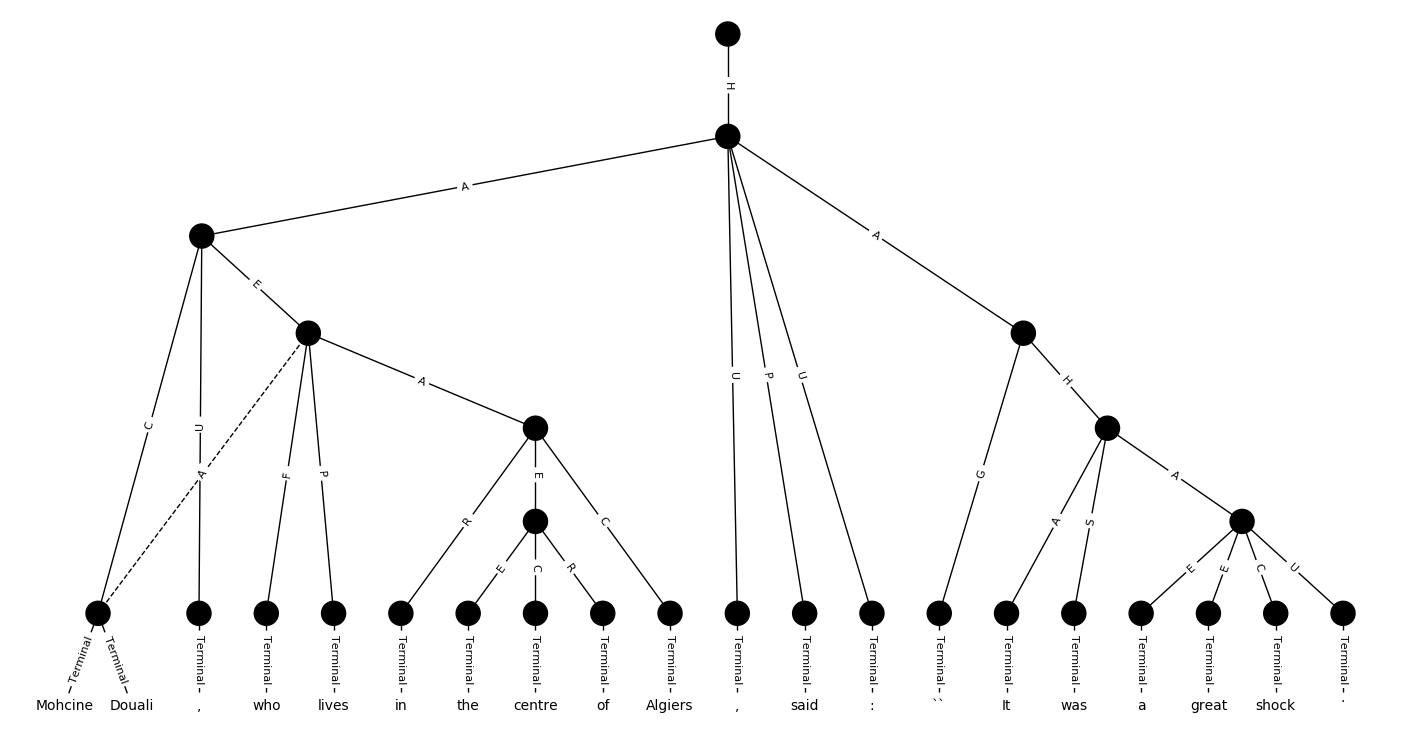 H
A
A
E
A
H
C
U
A
F
P
E
U
P
U
G
A
R
C
A
S
E
C
R
E
E
C
U
Terminal Terminal Terminal Terminal Terminal Terminal Terminal Terminal Terminal Terminal Terminal Terminal Terminal Terminal Terminal Terminal Terminal Terminal Terminal Terminal
Mohcine Douali , who lives in the centre of Algiers , said : `` It was a great shock .